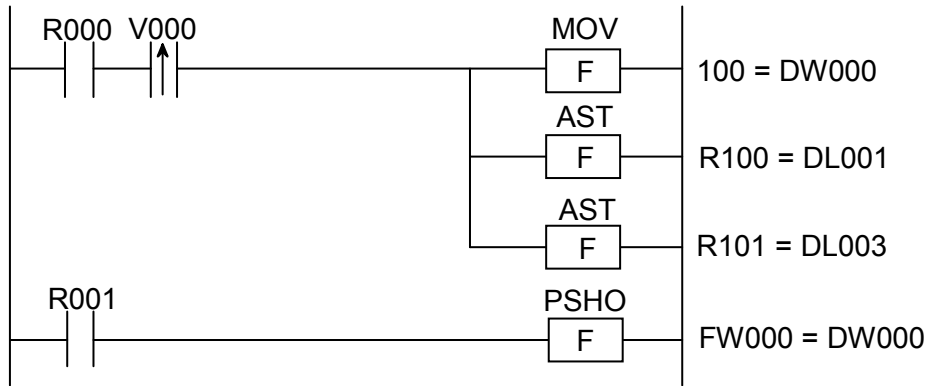 R000 V000 MOV
F 100 = DW000
AST
F R100 = DL001
AST
F R101 = DL003
R001 PSHO
F FW000 = DW000